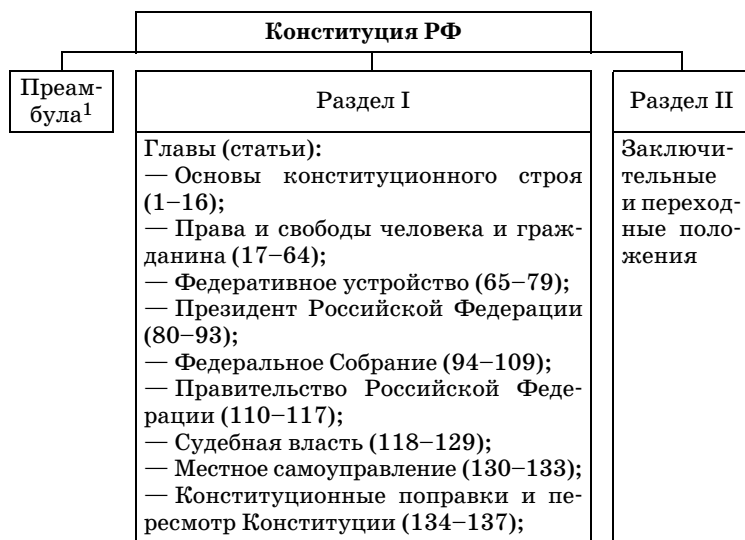 Конституция РФ
Преам-
була1
Раздел I
Раздел II
Главы (статьи):
— Основы конституционного строя
(1–16);
— Права и свободы человека и граж-
данина (17–64);
— Федеративное устройство (65–79);
— Президент Российской Федерации
(80–93);
— Федеральное Собрание (94–109);
— Правительство Российской Феде-
рации (110–117);
— Судебная власть (118–129);
— Местное самоуправление (130–133);
— Конституционные поправки и пе-
ресмотр Конституции (134–137);
Заключи-
тельные
и переход-
ные поло-
жения